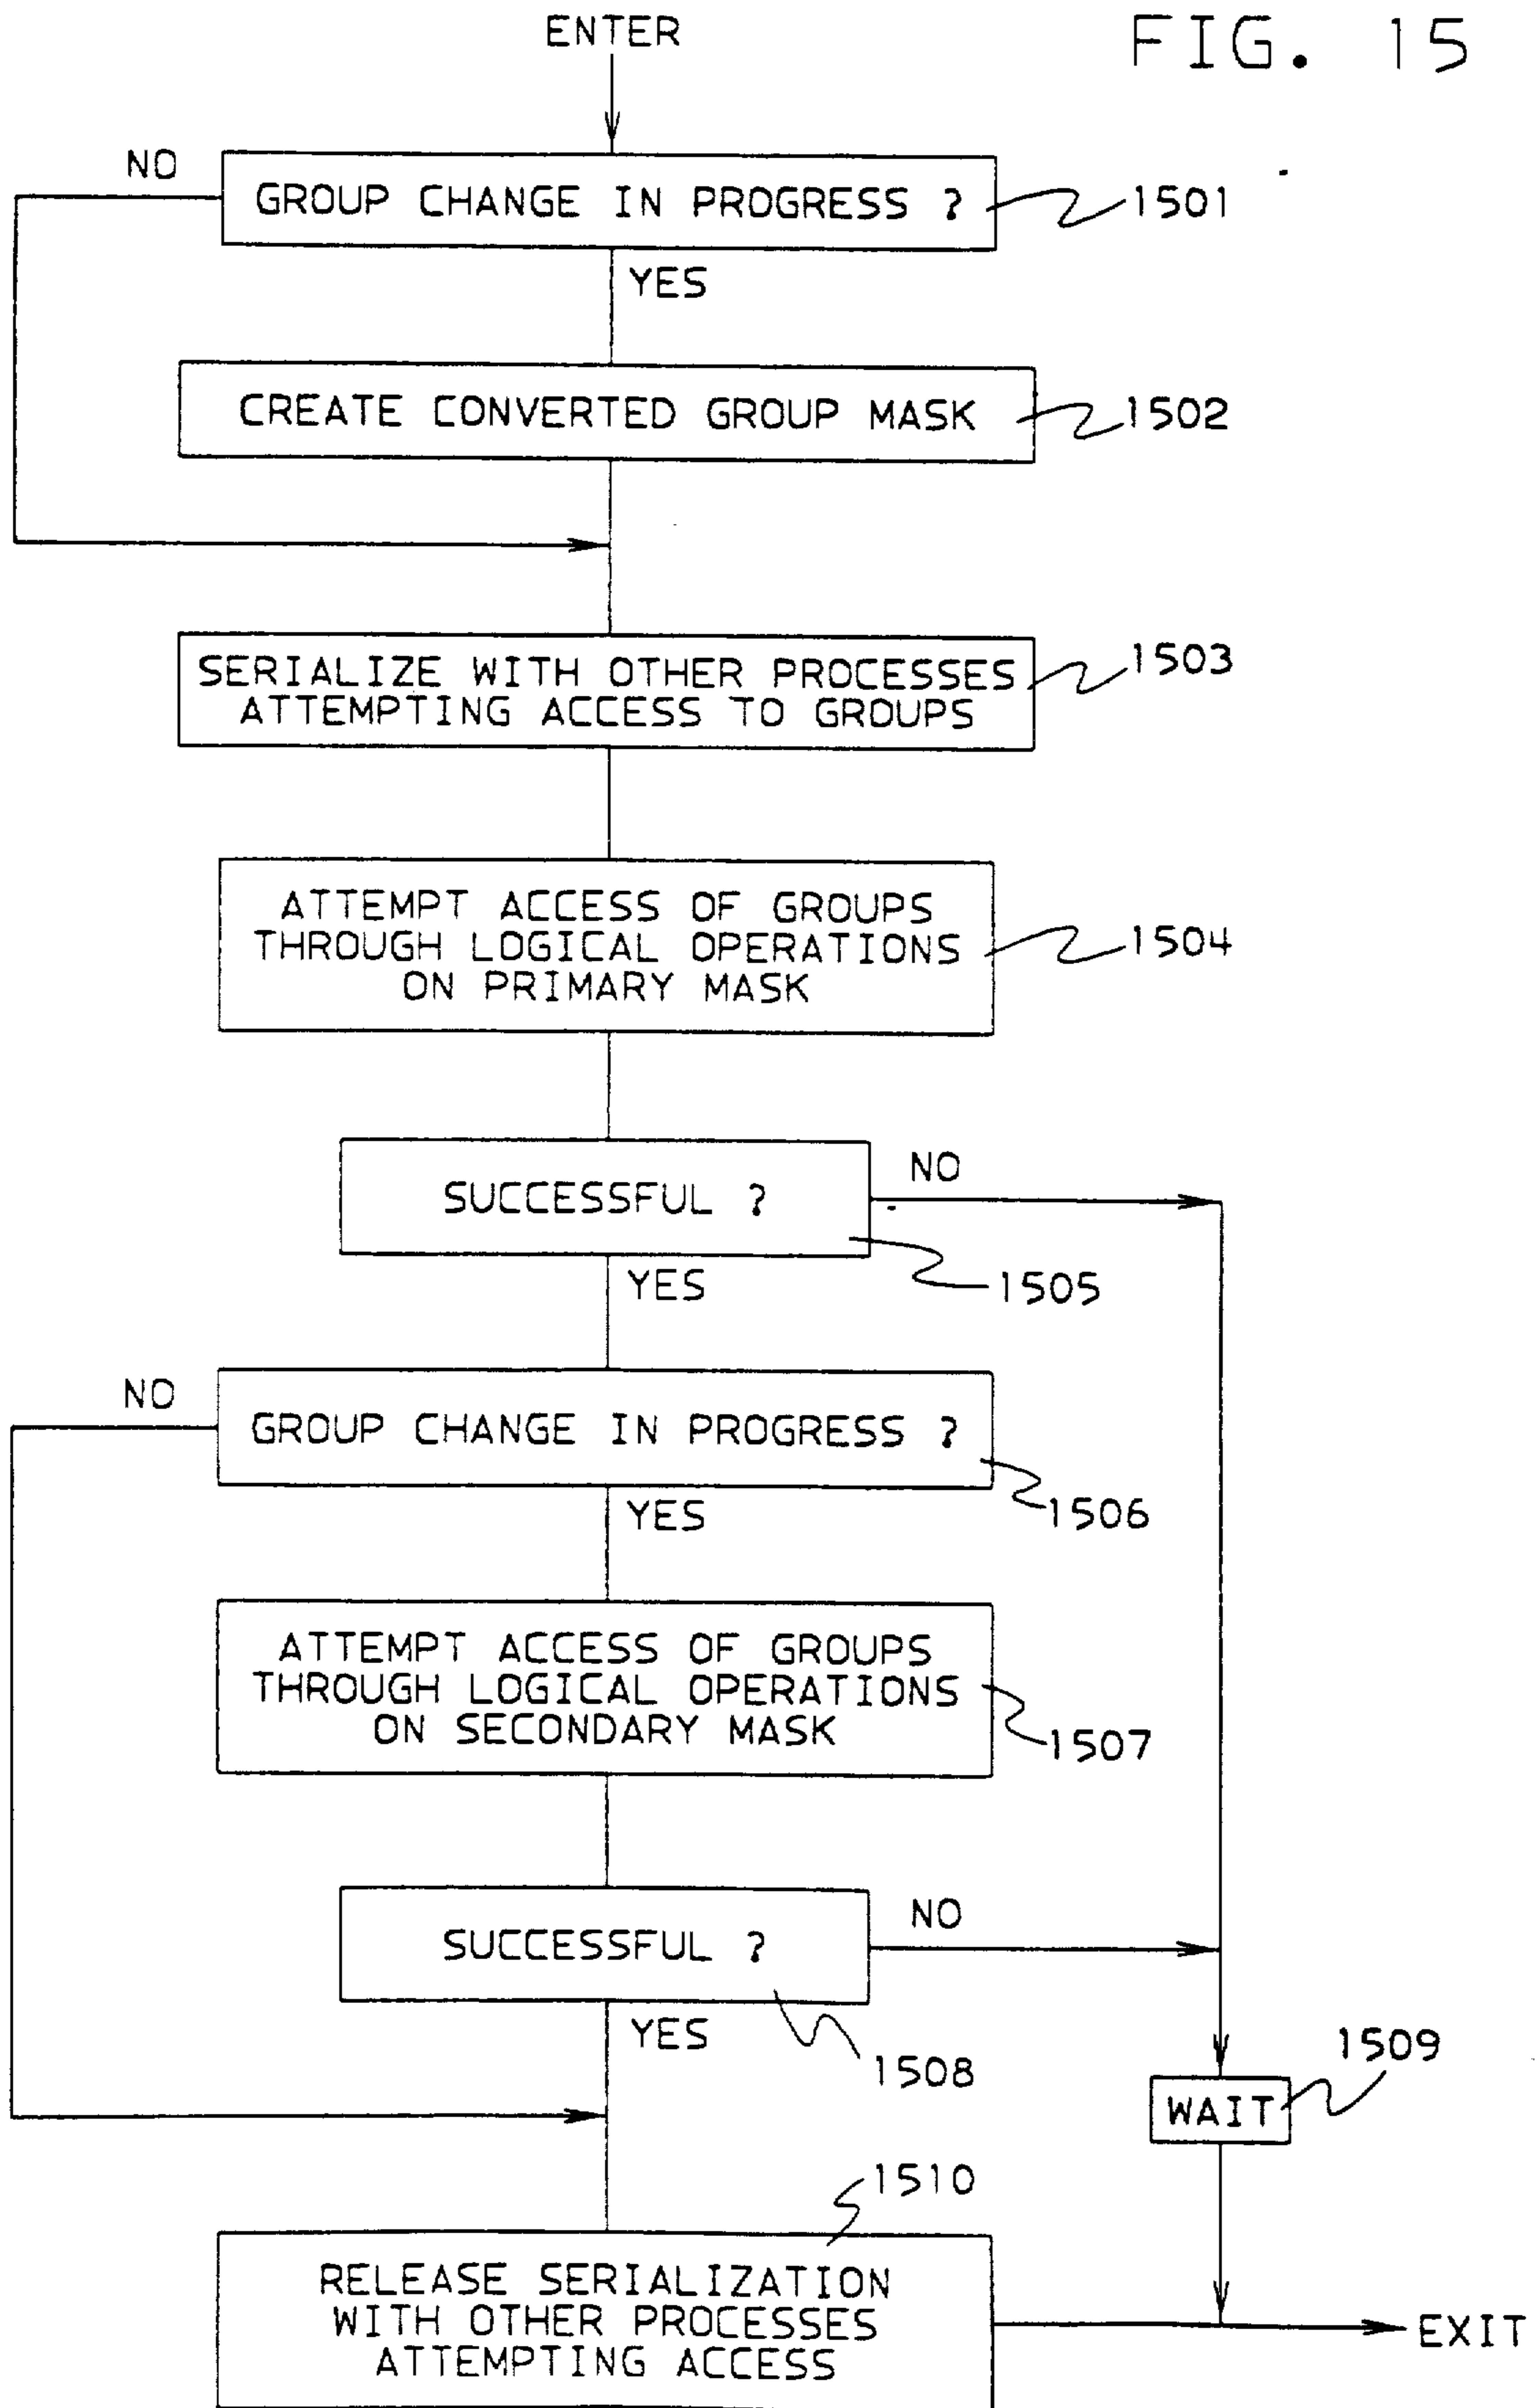 ENTER
FIG. 15
NO
GROUP CHANGE IN PROGRESS ?
1501
YES
CREATE CONVERTED GROUP MASK
1502
SERIALIZE WITH OTHER PROCESSES
ATTEMPTING ACCESS TO GROUPS
1503
ATTEMPT ACCESS OF GROUPS
THROUGH LOGICAL OPERATIONS
ON PRIMARY MASK
1504
SUCCESSFUL ?
NO
1505
YES
NO
GROUP CHANGE IN PROGRESS ?
1506
YES
ATTEMPT ACCESS OF GROUPS
THROUGH LOGICAL OPERATIONS
ON SECONDARY MASK
1507
SUCCESSFUL ?
NO
YES
1508
1509
WAIT
1510
RELEASE SERIALIZATION
WITH OTHER PROCESSES
ATTEMPTING ACCESS
EXIT